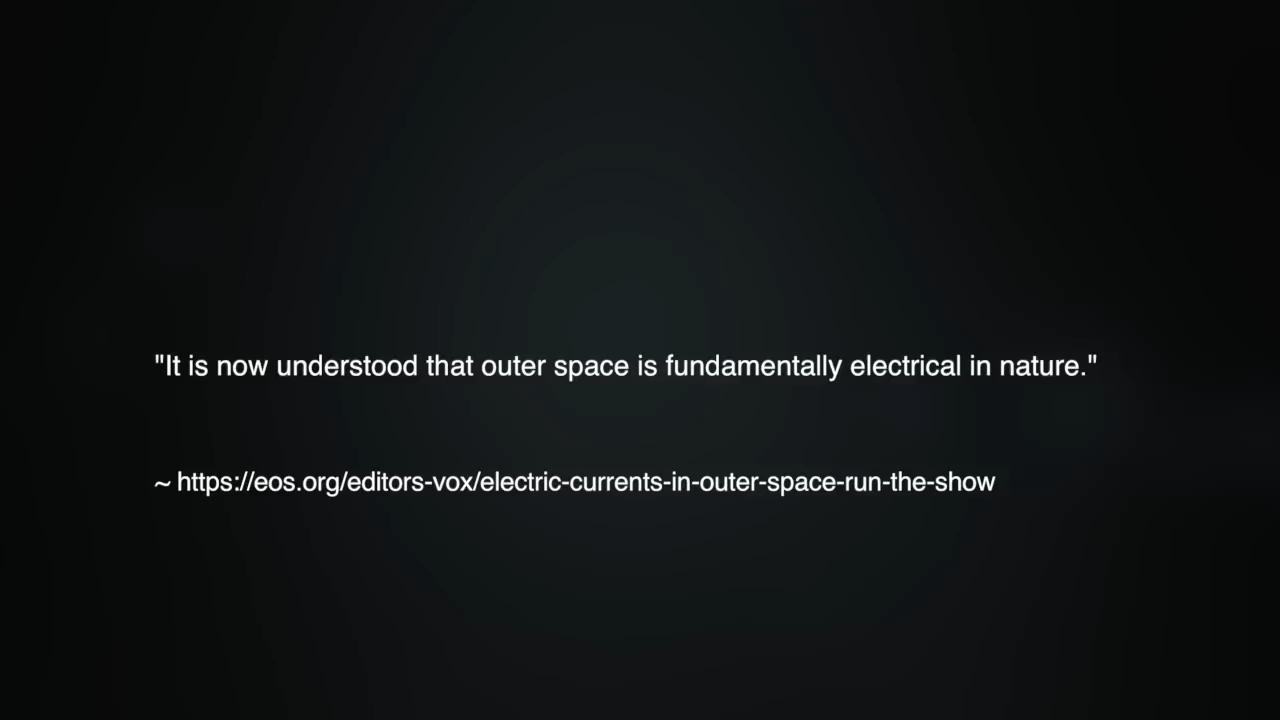 "It is now understood that outer space is fundamentally electrical in nature."
~ https://eos.org/editors-vox/electric-currents-in-outer-space-run-the-show